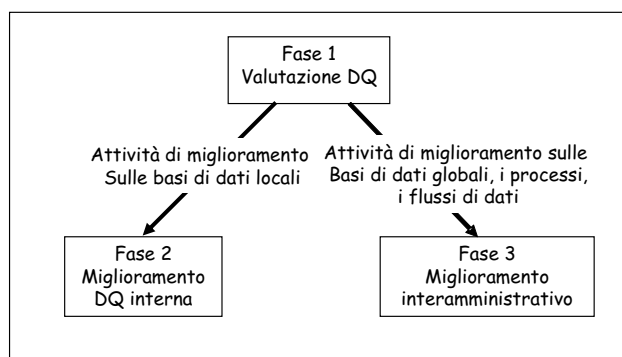 Fase 1
Valutazione DQ
Attività di miglioramento
Sulle basi di dati locali
Attività di miglioramento sulle
Basi di dati globali, i processi,
i flussi di dati
Fase 2
Miglioramento
DQ interna
Fase 3
Miglioramento
interamministrativo